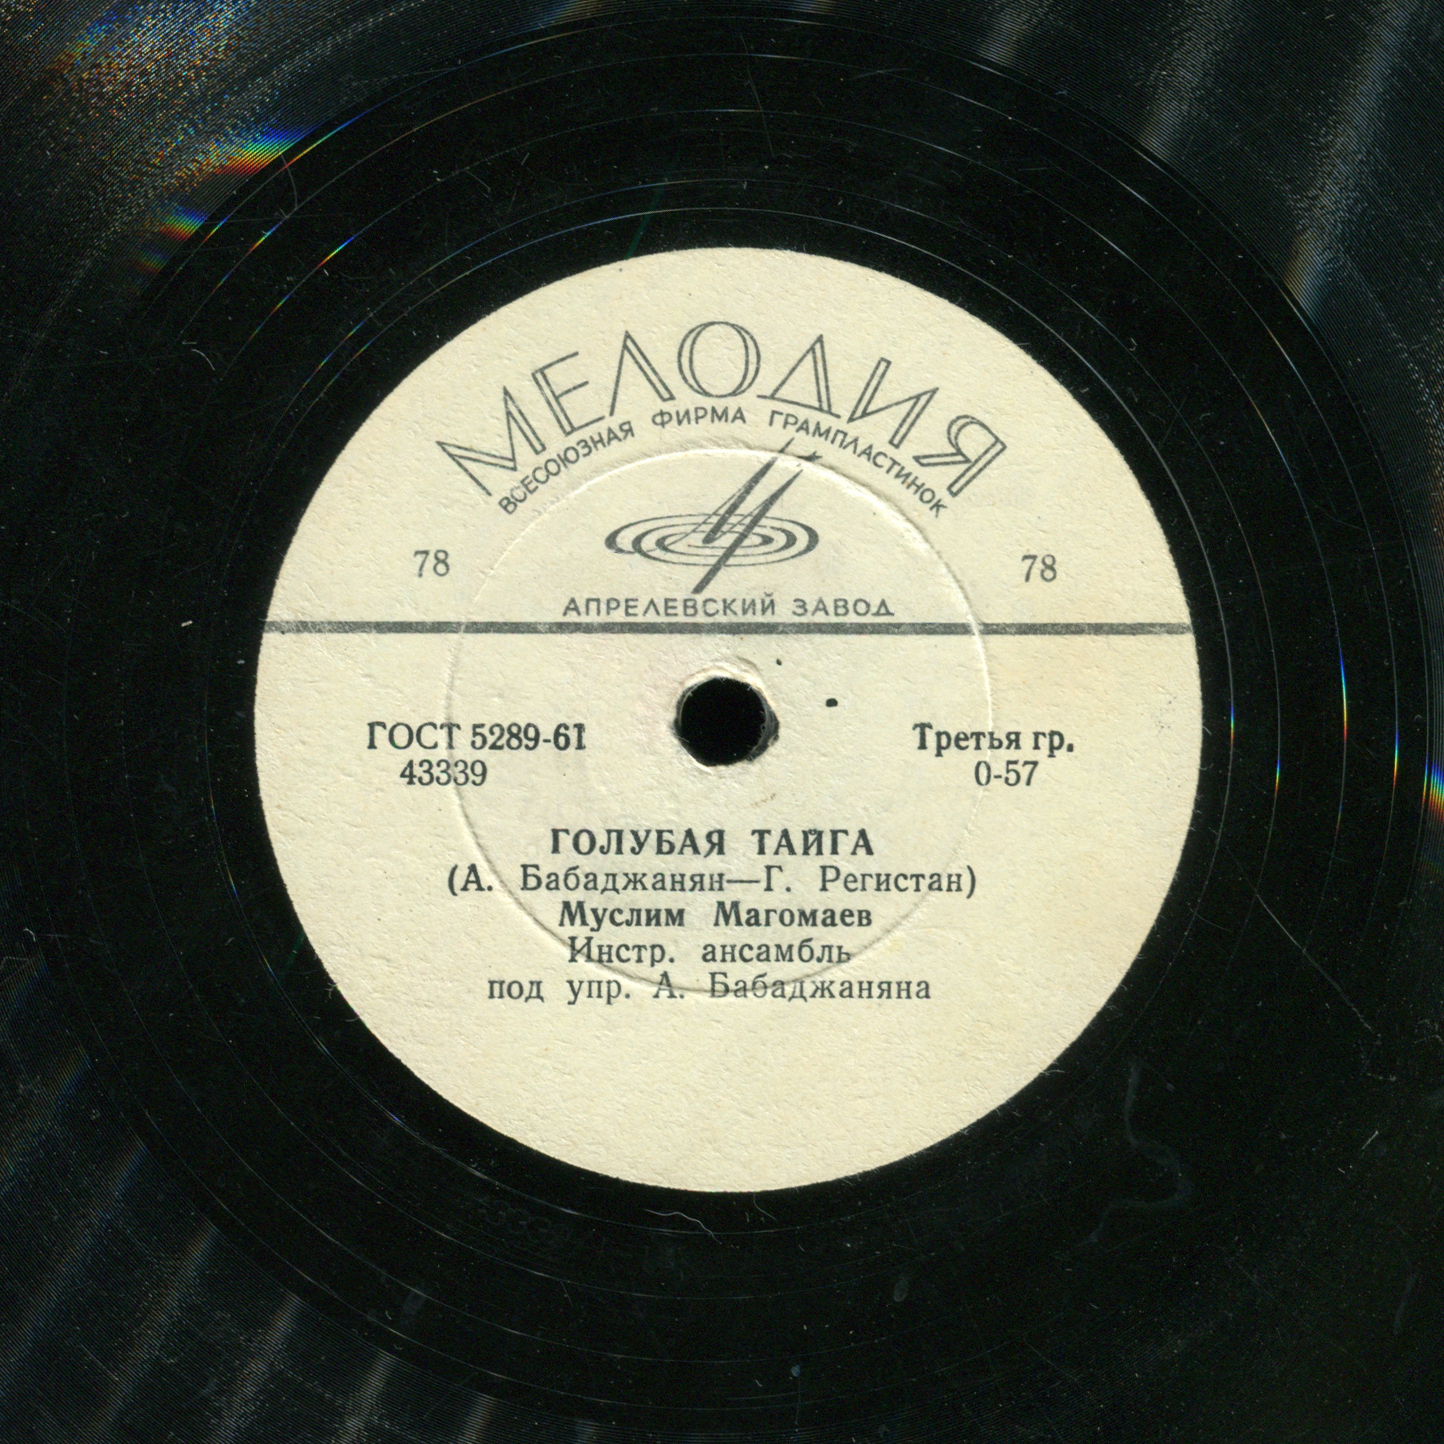 МЕЛОДИЯ
ВСЕСОЮЗНАЯ ФИРМА ГРАМПЛАСТИНОК
78 78
АПРЕЛЕВСКИЙ ЗАВОД
ГОСТ 5289-61 Третья гр.
43339 0-57
ГОЛУБАЯ ТАЙГА
(А. Бабаджанян—Г. Регистан)
Муслим Магомаев
Инстр. ансамбль
под упр. А. Бабаджаняна